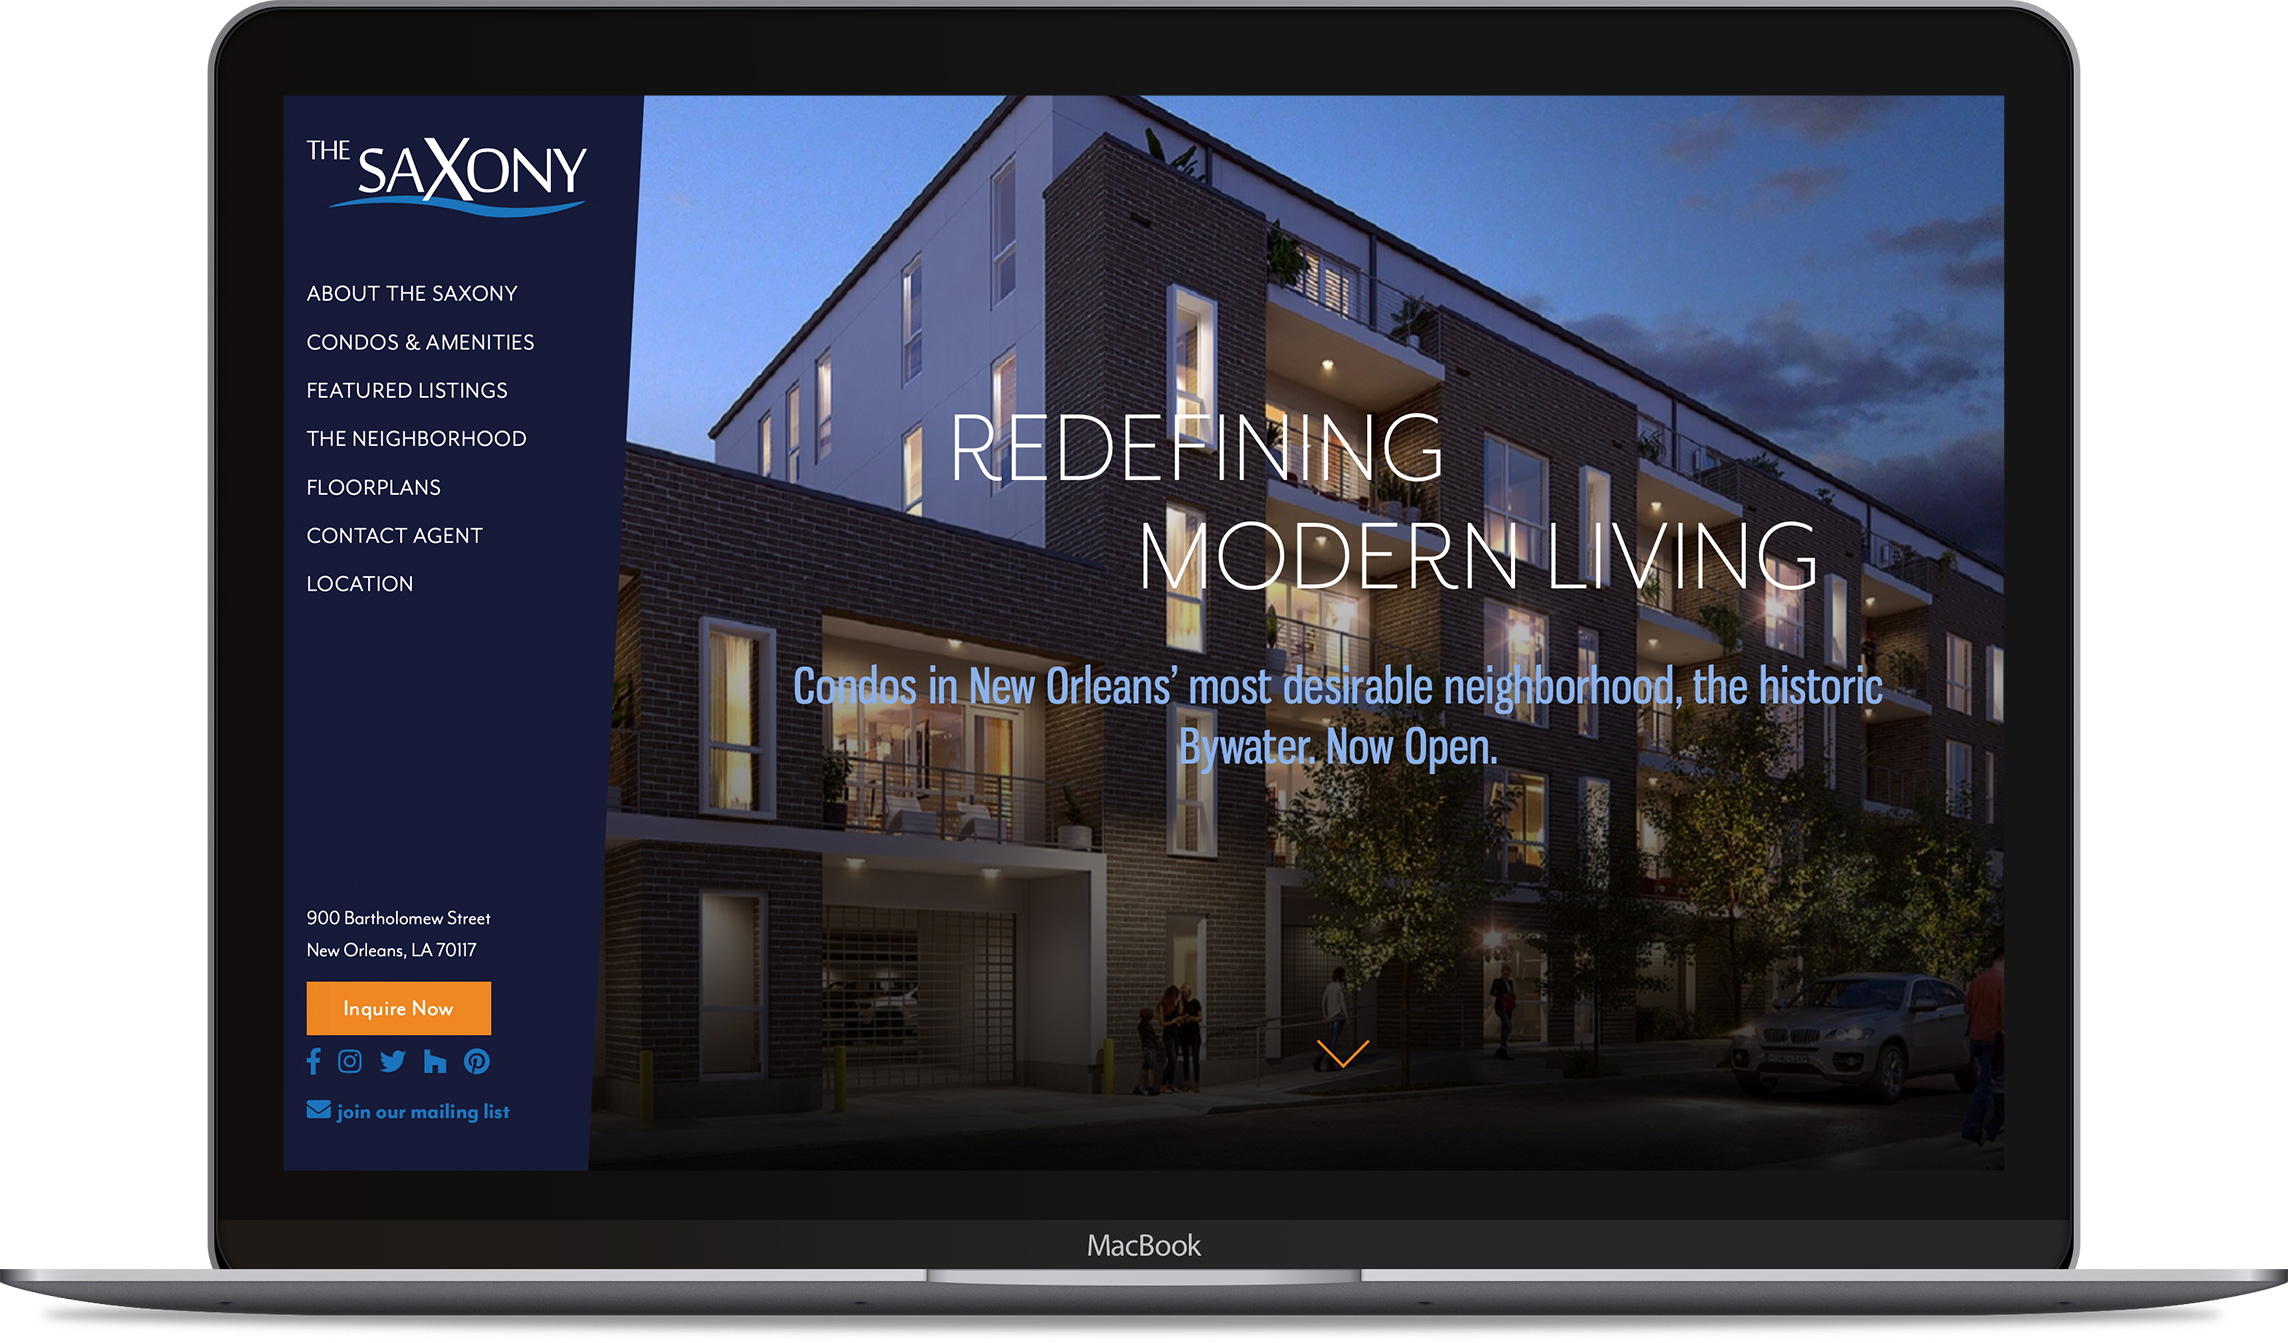 THE SAXONY
ABOUT THE SAXONY
CONDOS & AMENITIES
FEATURED LISTINGS
THE NEIGHBORHOOD
FLOORPLANS
CONTACT AGENT
LOCATION
900 Bartholomew Street
New Orleans, LA 70117
Inquire Now
join our mailing list
REDEFINING
MODERN LIVING
Condos in New Orleans’ most desirable neighborhood, the historic
Bywater. Now Open.
MacBook